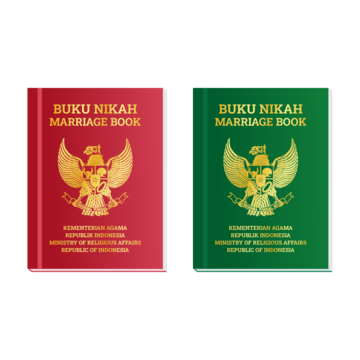 BUKU NIKAH
MARRIAGE BOOK
KEMENTERIAN AGAMA
REPUBLIK INDONESIA
MINISTRY OF RELIGIOUS AFFAIRS
REPUBLIC OF INDONESIA
BUKU NIKAH
MARRIAGE BOOK
KEMENTERIAN AGAMA
REPUBLIK INDONESIA
MINISTRY OF RELIGIOUS AFFAIRS
REPUBLIC OF INDONESIA